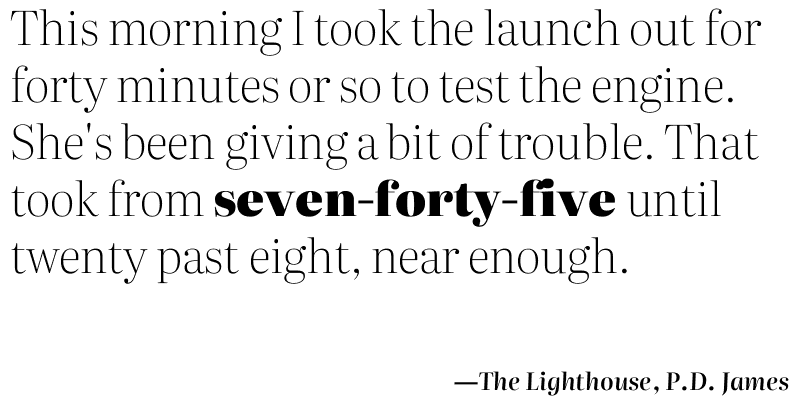 This morning I took the launch out for
forty minutes or so to test the engine.
She's been giving a bit of trouble. That
took from seven-forty-five until
twenty past eight, near enough.
—The Lighthouse, P.D. James